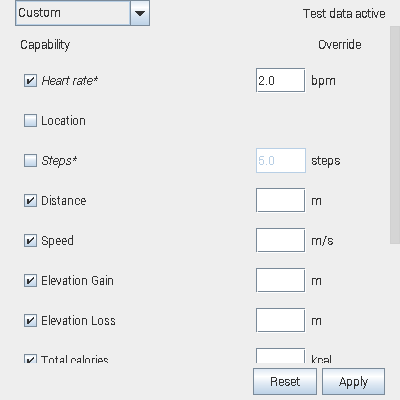 Custom Test data active
Capability Override
Heart rate* 2.0 bpm
Location
Steps* 5.0 steps
Distance m
Speed m/s
Elevation Gain m
Elevation Loss m
Total calories kcal
Reset Apply